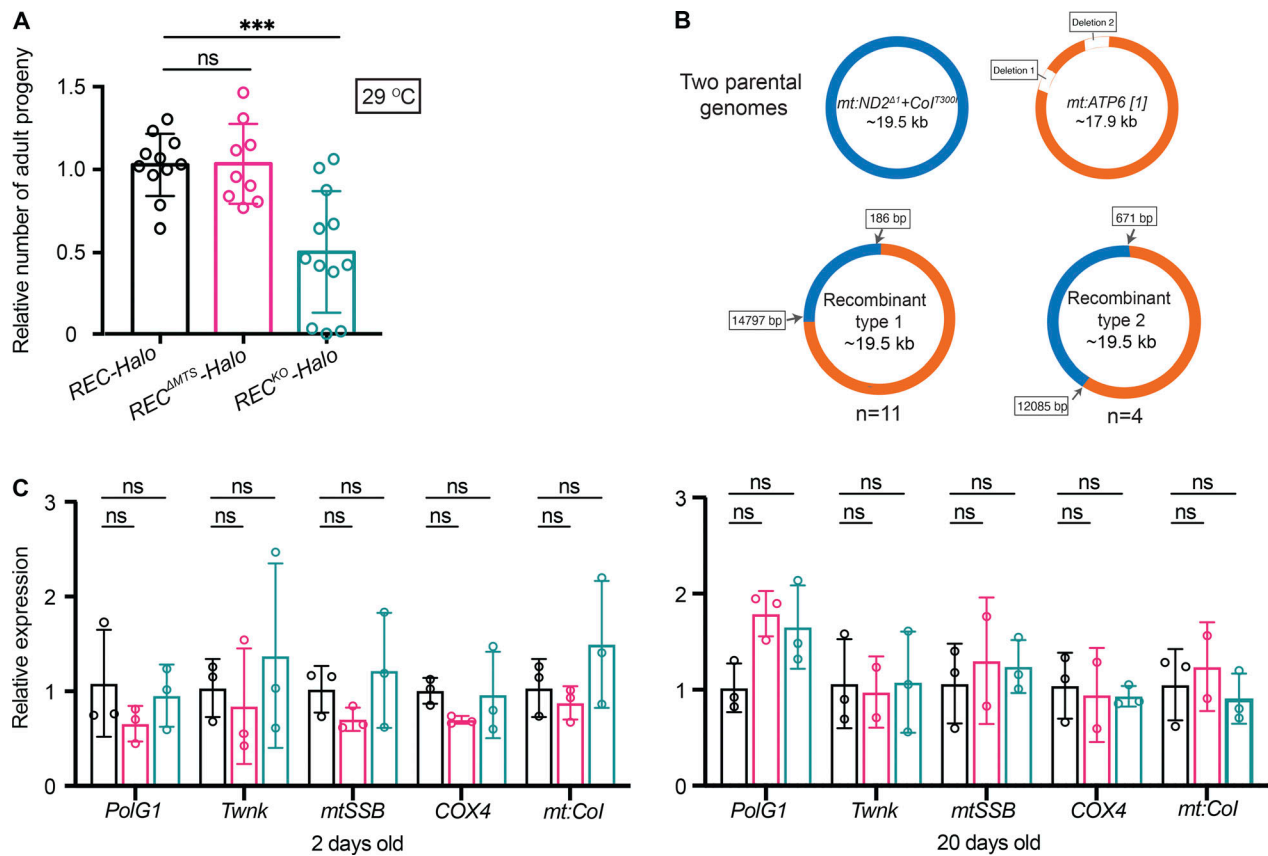 A
***
ns
29 °C
Relative number of adult progeny
1.5
1.0
0.5
0
REC-Halo
REC^ΔMTS-Halo
REC^KO-Halo
B
Two parental
genomes
mt:ND2^Δ1+CoI^T300I
~19.5 kb
Deletion 2
Deletion 1
mt:ATP6 [1]
~17.9 kb
186 bp
14797 bp
Recombinant
type 1
~19.5 kb
n=11
671 bp
12085 bp
Recombinant
type 2
~19.5 kb
n=4
C
Relative expression
3
2
1
0
ns
ns
ns
ns
ns
ns
ns
ns
ns
ns
PolG1
Twnk
mtSSB
COX4
mt:CoI
2 days old
3
2
1
0
ns
ns
ns
ns
ns
ns
ns
ns
ns
ns
PolG1
Twnk
mtSSB
COX4
mt:CoI
20 days old